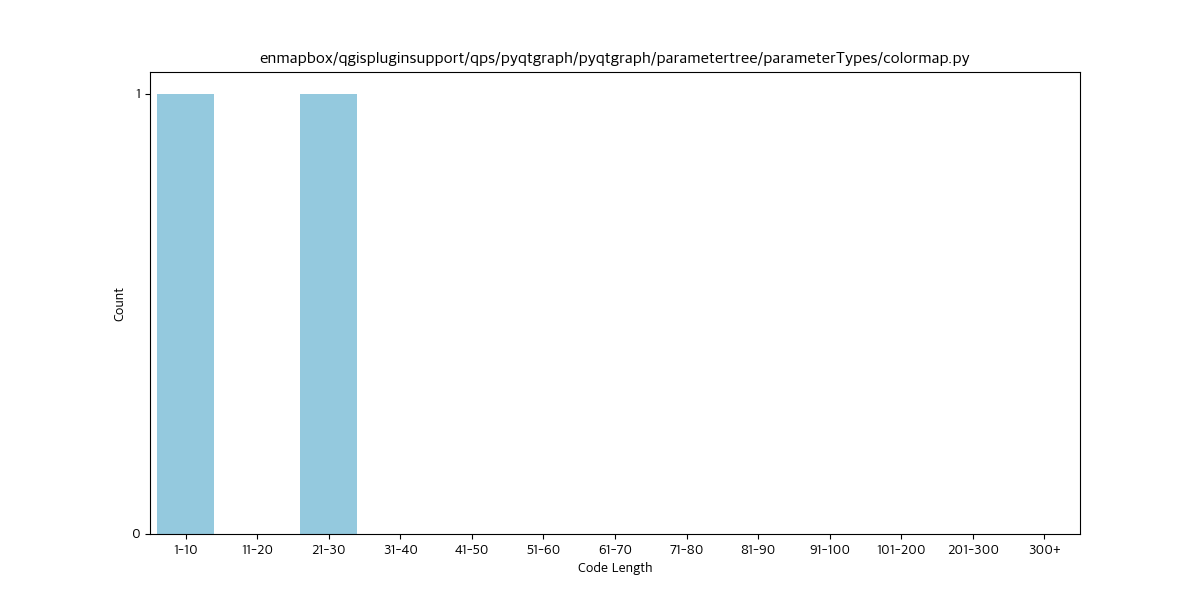 enmapbox/qgispluginsupport/qps/pyqtgraph/pyqtgraph/parametertree/parameterTypes/colormap.py
1
Count
0
1-10 11-20 21-30 31-40 41-50 51-60 61-70 71-80 81-90 91-100 101-200 201-300 300+
Code Length